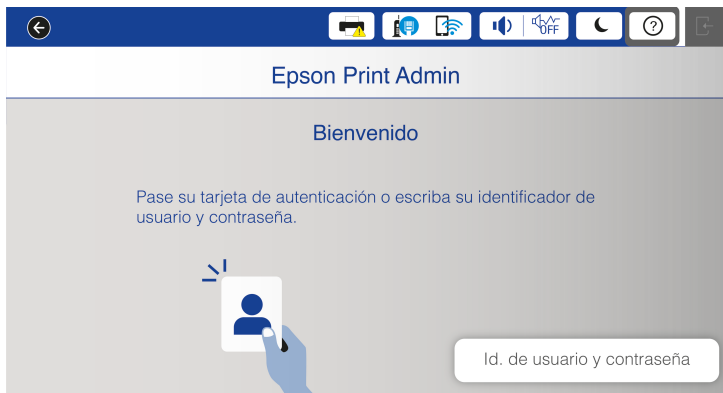 OFF
?
Epson Print Admin
Bienvenido
Pase su tarjeta de autenticación o escriba su identificador de
usuario y contraseña.
Id. de usuario y contraseña